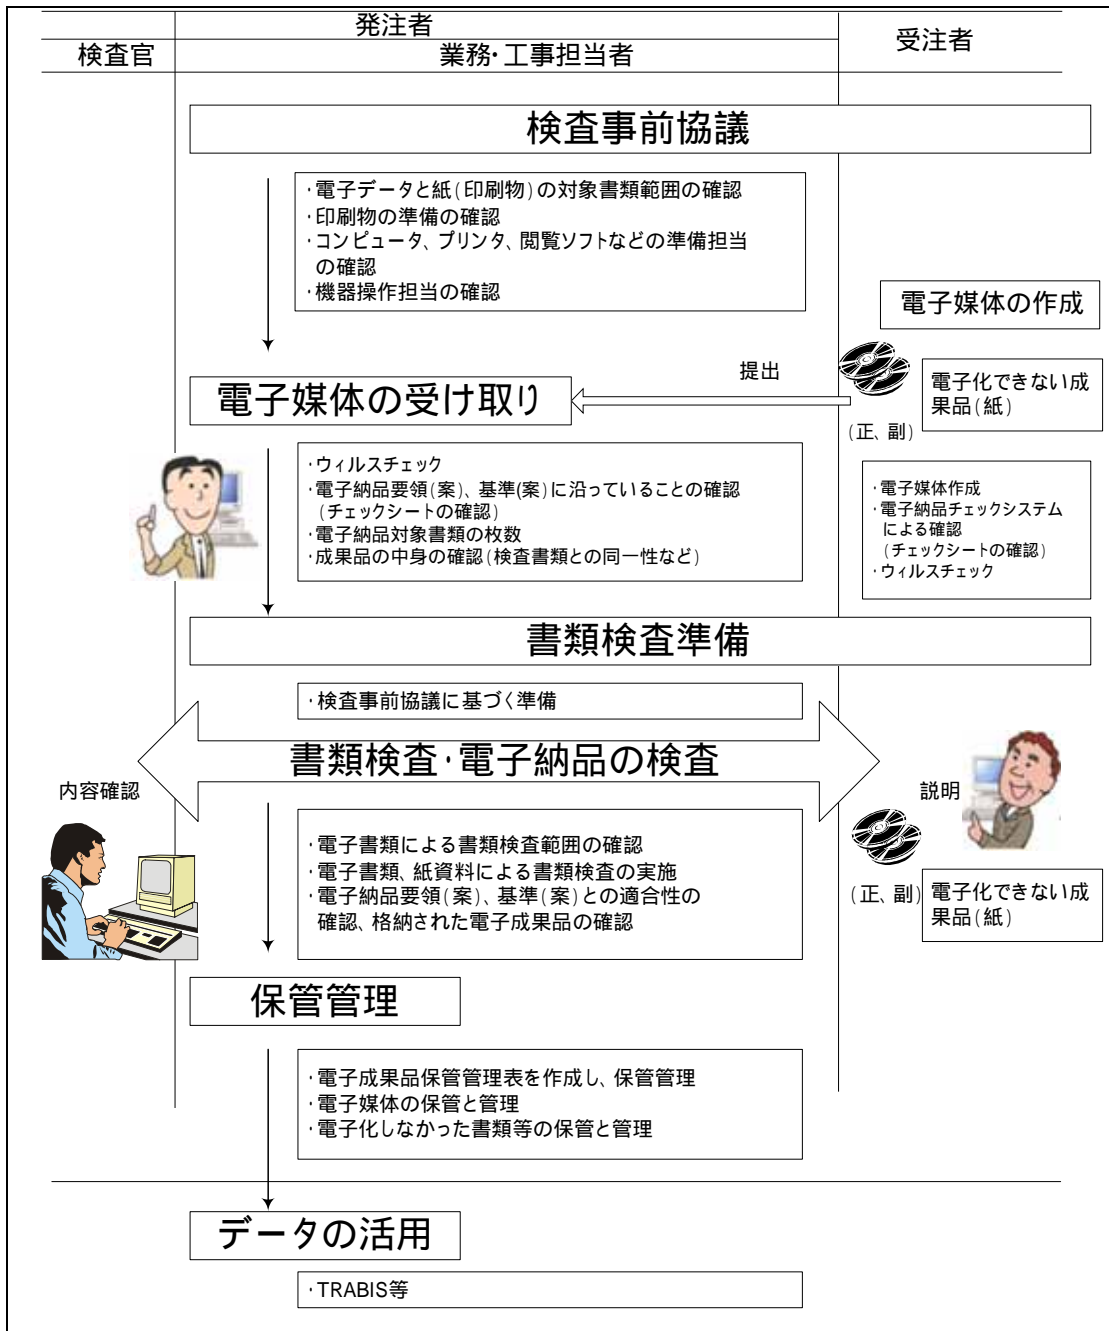 発注者
受注者
検査官
業務・工事担当者
検査事前協議
・電子データと紙(印刷物)の対象書類範囲の確認
・印刷物の準備の確認
・コンピュータ、プリンタ、閲覧ソフトなどの準備担当
の確認
・機器操作担当の確認
電子媒体の作成
提出
電子化できない成
果品(紙)
(正、副)
電子媒体の受け取り
・ウィルスチェック
・電子納品要領(案)、基準(案)に沿っていることの確認
(チェックシートの確認)
・電子納品対象書類の枚数
・成果品の中身の確認(検査書類との同一性など)
・電子媒体作成
・電子納品チェックシステム
による確認
(チェックシートの確認)
・ウィルスチェック
書類検査準備
・検査事前協議に基づく準備
書類検査・電子納品の検査
内容確認
説明
・電子書類による書類検査範囲の確認
・電子書類、紙資料による書類検査の実施
・電子納品要領(案)、基準(案)との適合性の
確認、格納された電子成果品の確認
(正、副)
電子化できない成
果品(紙)
保管管理
・電子成果品保管管理表を作成し、保管管理
・電子媒体の保管と管理
・電子化しなかった書類等の保管と管理
データの活用
・TRABIS等